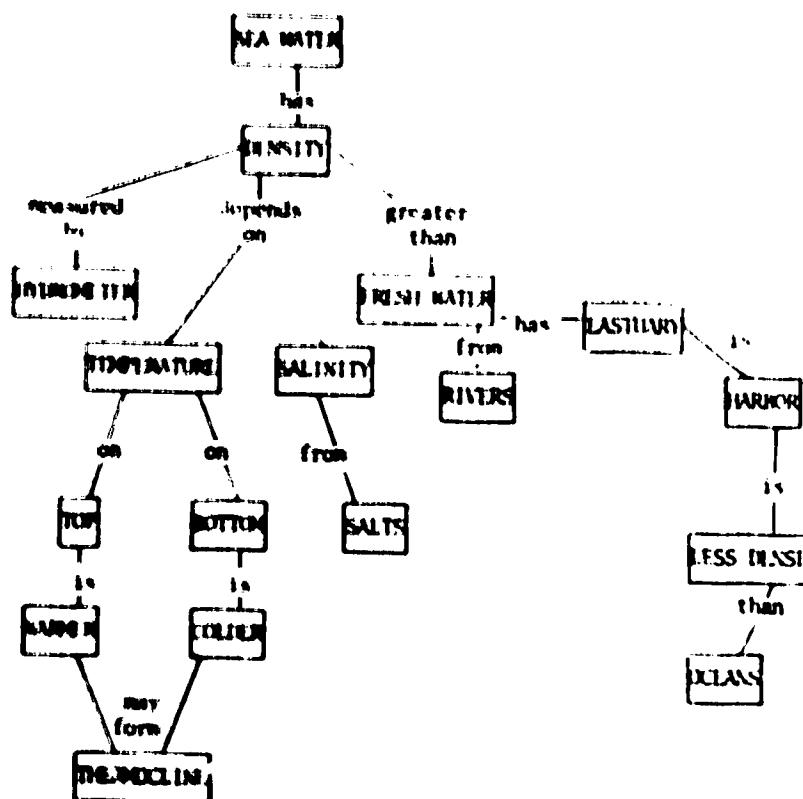 SEA WATER
has
DENSITY
measured
by
depends
on
greater
than
HYDROMETER
FRESH WATER
has
from
is
TEMPERATURE
SALINITY
RIVERS
HARBOR
on
on
from
is
TOP
BOTTOM
SALTS
LESS DENSE
is
is
than
WARMER
COLDER
OCEANS
may
form
THERMOCLINE